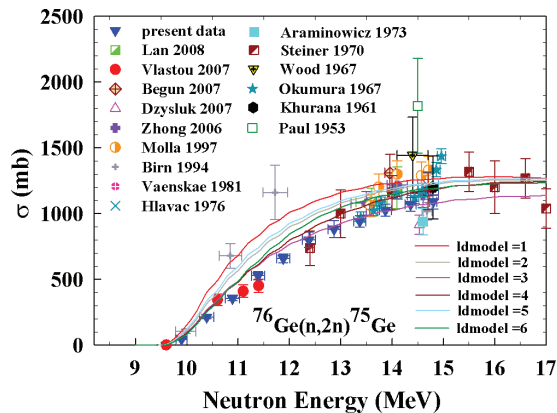 2500
2000
1500
1000
500
0
σ (mb)
present data
Lan 2008
Vlastou 2007
Begun 2007
Dzysluk 2007
Zhong 2006
Molla 1997
Birn 1994
Vaenskae 1981
Hlavac 1976
Araminowicz 1973
Steiner 1970
Wood 1967
Okumura 1967
Khurana 1961
Paul 1953
ldmodel =1
ldmodel =2
ldmodel =3
ldmodel =4
ldmodel =5
ldmodel =6
⁷⁶Ge(n,2n)⁷⁵Ge
9 10 11 12 13 14 15 16 17
Neutron Energy (MeV)